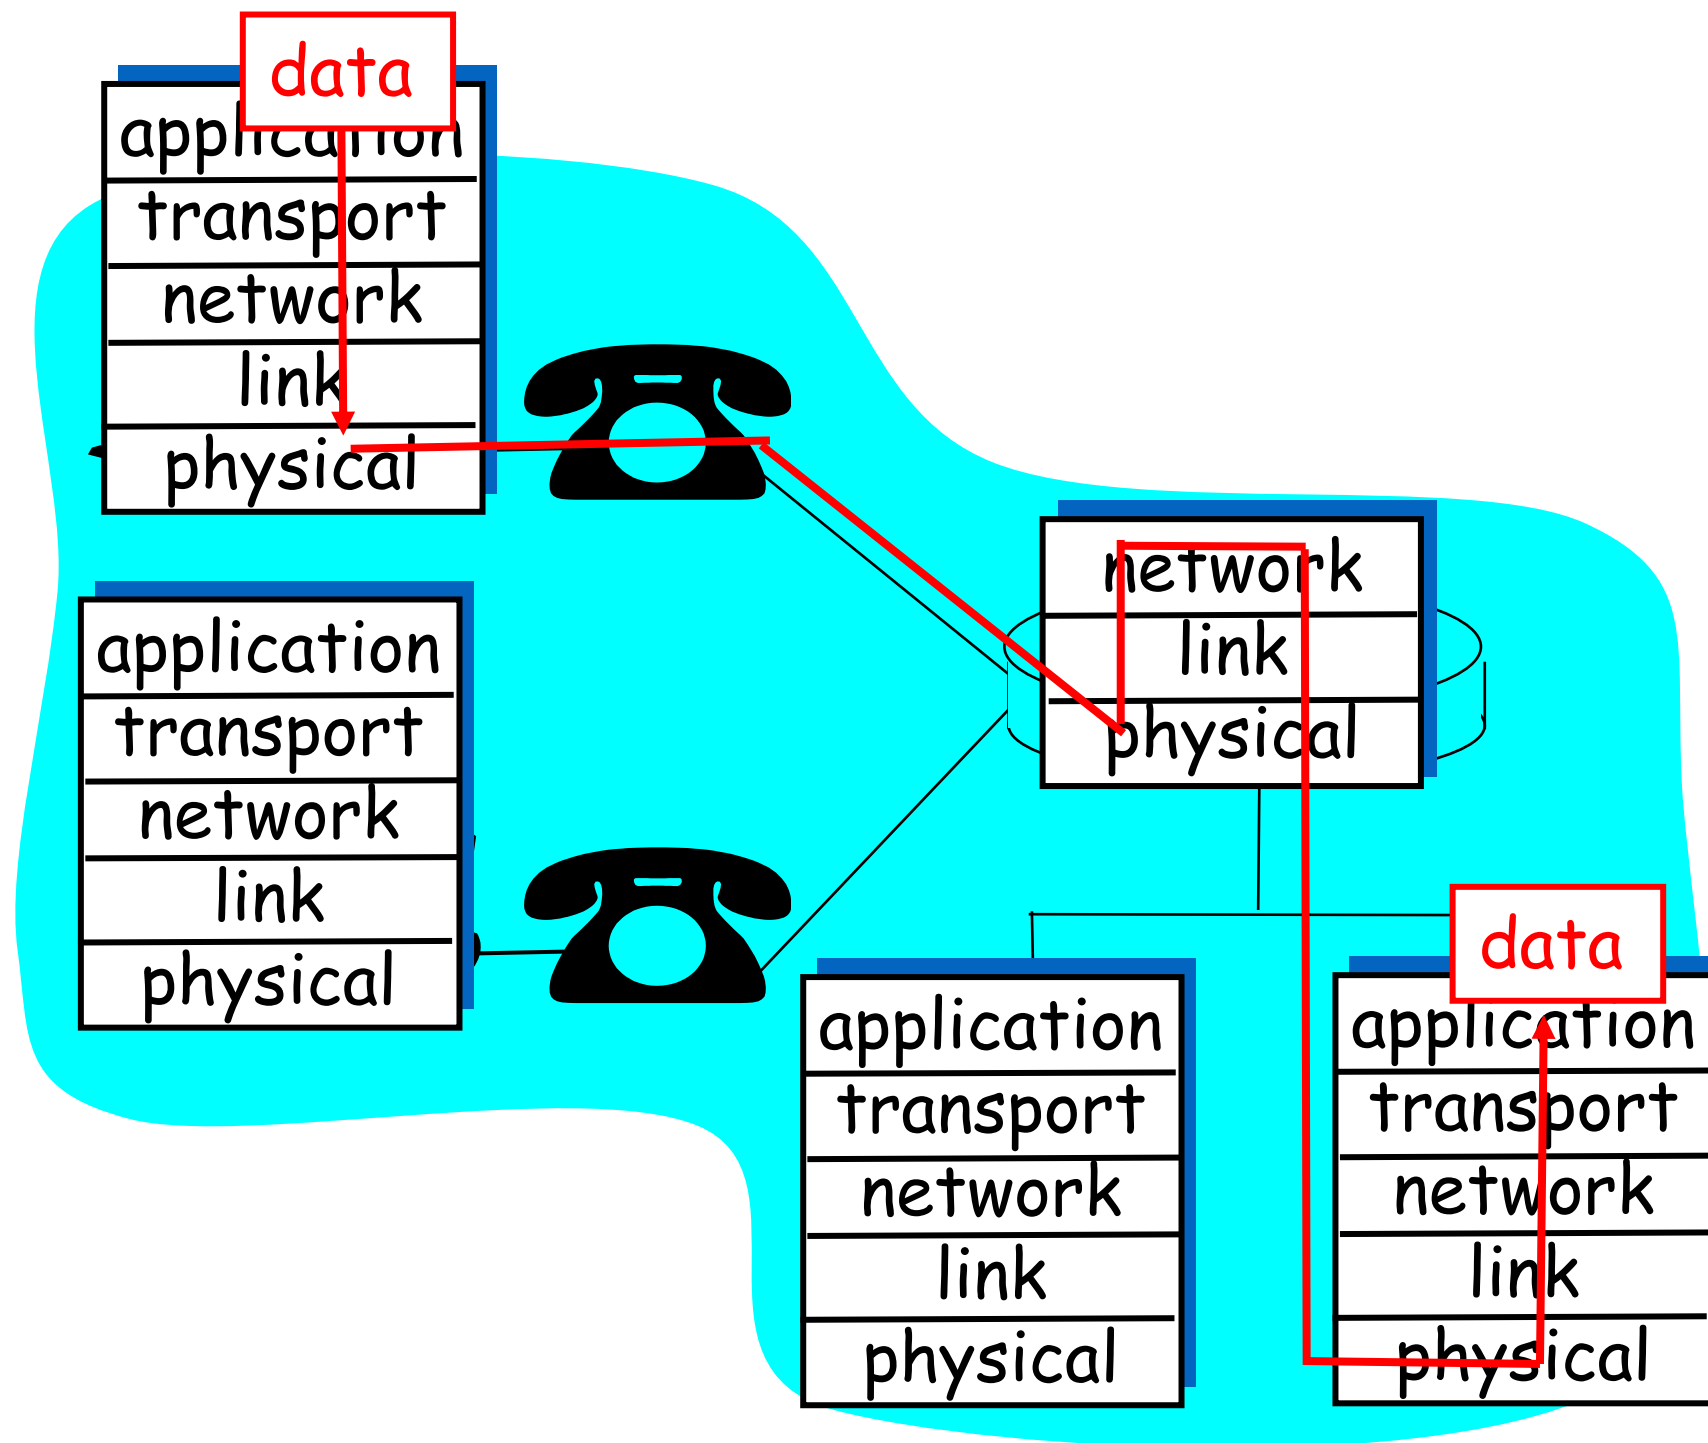 data
application
transport
network
link
physical
application
transport
network
link
physical
network
link
physical
application
transport
network
link
physical
data
application
transport
network
link
physical